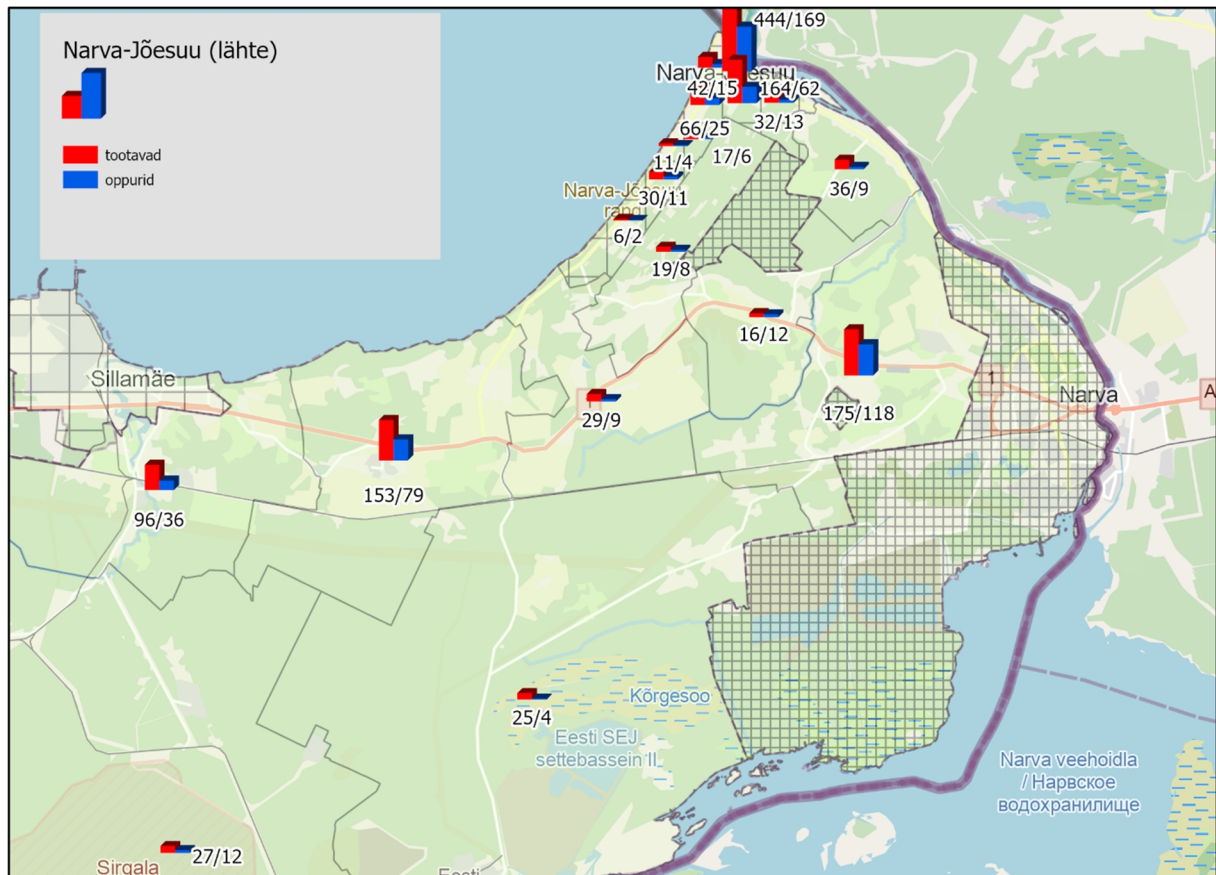 Narva-Jõesuu (lähte)
tootavad
oppurid
444/169
42/15
164/62
66/25
32/13
17/6
11/4
36/9
30/11
6/2
19/8
16/12
Sillamäe
1
Narva
A
29/9
175/118
153/79
96/36
25/4
Kõrgesoo
Eesti SEJ
settebassein II
Narva veehoidla
/ Нарвское
водохранилище
27/12
Sirgala
Eesti